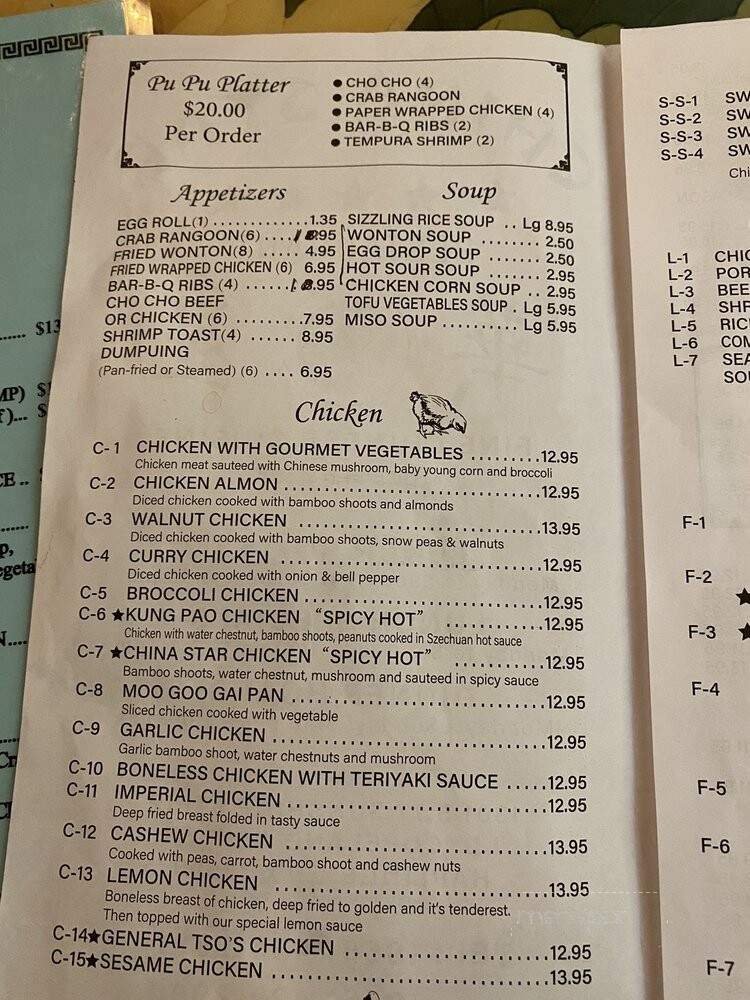 Pu Pu Platter
$20.00
Per Order
● CHO CHO (4)
● CRAB RANGOON
● PAPER WRAPPED CHICKEN (4)
● BAR-B-Q RIBS (2)
● TEMPURA SHRIMP (2)
Appetizers
EGG ROLL(1) ............1.35
CRAB RANGOON(6) .... .95
FRIED WONTON(8) ..... 4.95
FRIED WRAPPED CHICKEN (6) 6.95
BAR-B-Q RIBS (4) ...... .95
CHO CHO BEEF
OR CHICKEN (6) .........7.95
SHRIMP TOAST(4) ...... 8.95
DUMPUING
(Pan-fried or Steamed) (6) .... 6.95
Soup
SIZZLING RICE SOUP .. Lg 8.95
WONTON SOUP ........ 2.50
EGG DROP SOUP ....... 2.50
HOT SOUR SOUP ....... 2.95
CHICKEN CORN SOUP .. 2.95
TOFU VEGETABLES SOUP . Lg 5.95
MISO SOUP .......... Lg 5.95
Chicken
C-1 CHICKEN WITH GOURMET VEGETABLES .........12.95
Chicken meat sauteed with Chinese mushroom, baby young corn and broccoli
C-2 CHICKEN ALMON ..............................12.95
Diced chicken cooked with bamboo shoots and almonds
C-3 WALNUT CHICKEN ............................13.95
Diced chicken cooked with bamboo shoots, snow peas & walnuts
C-4 CURRY CHICKEN ..............................12.95
Diced chicken cooked with onion & bell pepper
C-5 BROCCOLI CHICKEN ...........................12.95
C-6 ★KUNG PAO CHICKEN “SPICY HOT” ..............12.95
Chicken with water chestnut, bamboo shoots, peanuts cooked in Szechuan hot sauce
C-7 ★CHINA STAR CHICKEN “SPICY HOT” ..........12.95
Bamboo shoots, water chestnut, mushroom and sauteed in spicy sauce
C-8 MOO GOO GAI PAN .............................12.95
Sliced chicken cooked with vegetable
C-9 GARLIC CHICKEN ...............................12.95
Garlic bamboo shoot, water chestnuts and mushroom
C-10 BONELESS CHICKEN WITH TERIYAKI SAUCE .....12.95
C-11 IMPERIAL CHICKEN .............................12.95
Deep fried breast folded in tasty sauce
C-12 CASHEW CHICKEN ..............................13.95
Cooked with peas, carrot, bamboo shoot and cashew nuts
C-13 LEMON CHICKEN ...............................13.95
Boneless breast of chicken, deep fried to golden and it's tenderest.
Then topped with our special lemon sauce
C-14★GENERAL TSO'S CHICKEN ........................12.95
C-15★SESAME CHICKEN ...............................13.95
S-S-1 SW
S-S-2 SW
S-S-3 SW
S-S-4 SW
Chi
L-1 CHIC
L-2 POR
L-3 BEE
L-4 SHR
L-5 RIC
L-6 COM
L-7 SEA
SOU
F-1
F-2
★
F-3 ★
F-4
F-5
F-6
F-7